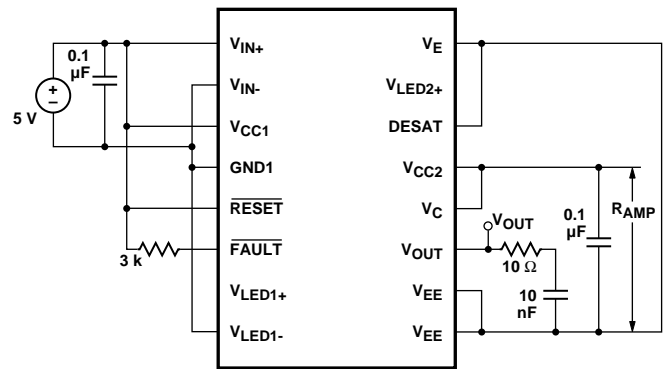 0.1
µF
5 V
+
−
3 k
VIN+
VIN-
VCC1
GND1
RESET
FAULT
VLED1+
VLED1-
VE
VLED2+
DESAT
VCC2
VC
VOUT
VEE
VEE
VOUT
10 Ω
10
nF
0.1
µF
RAMP